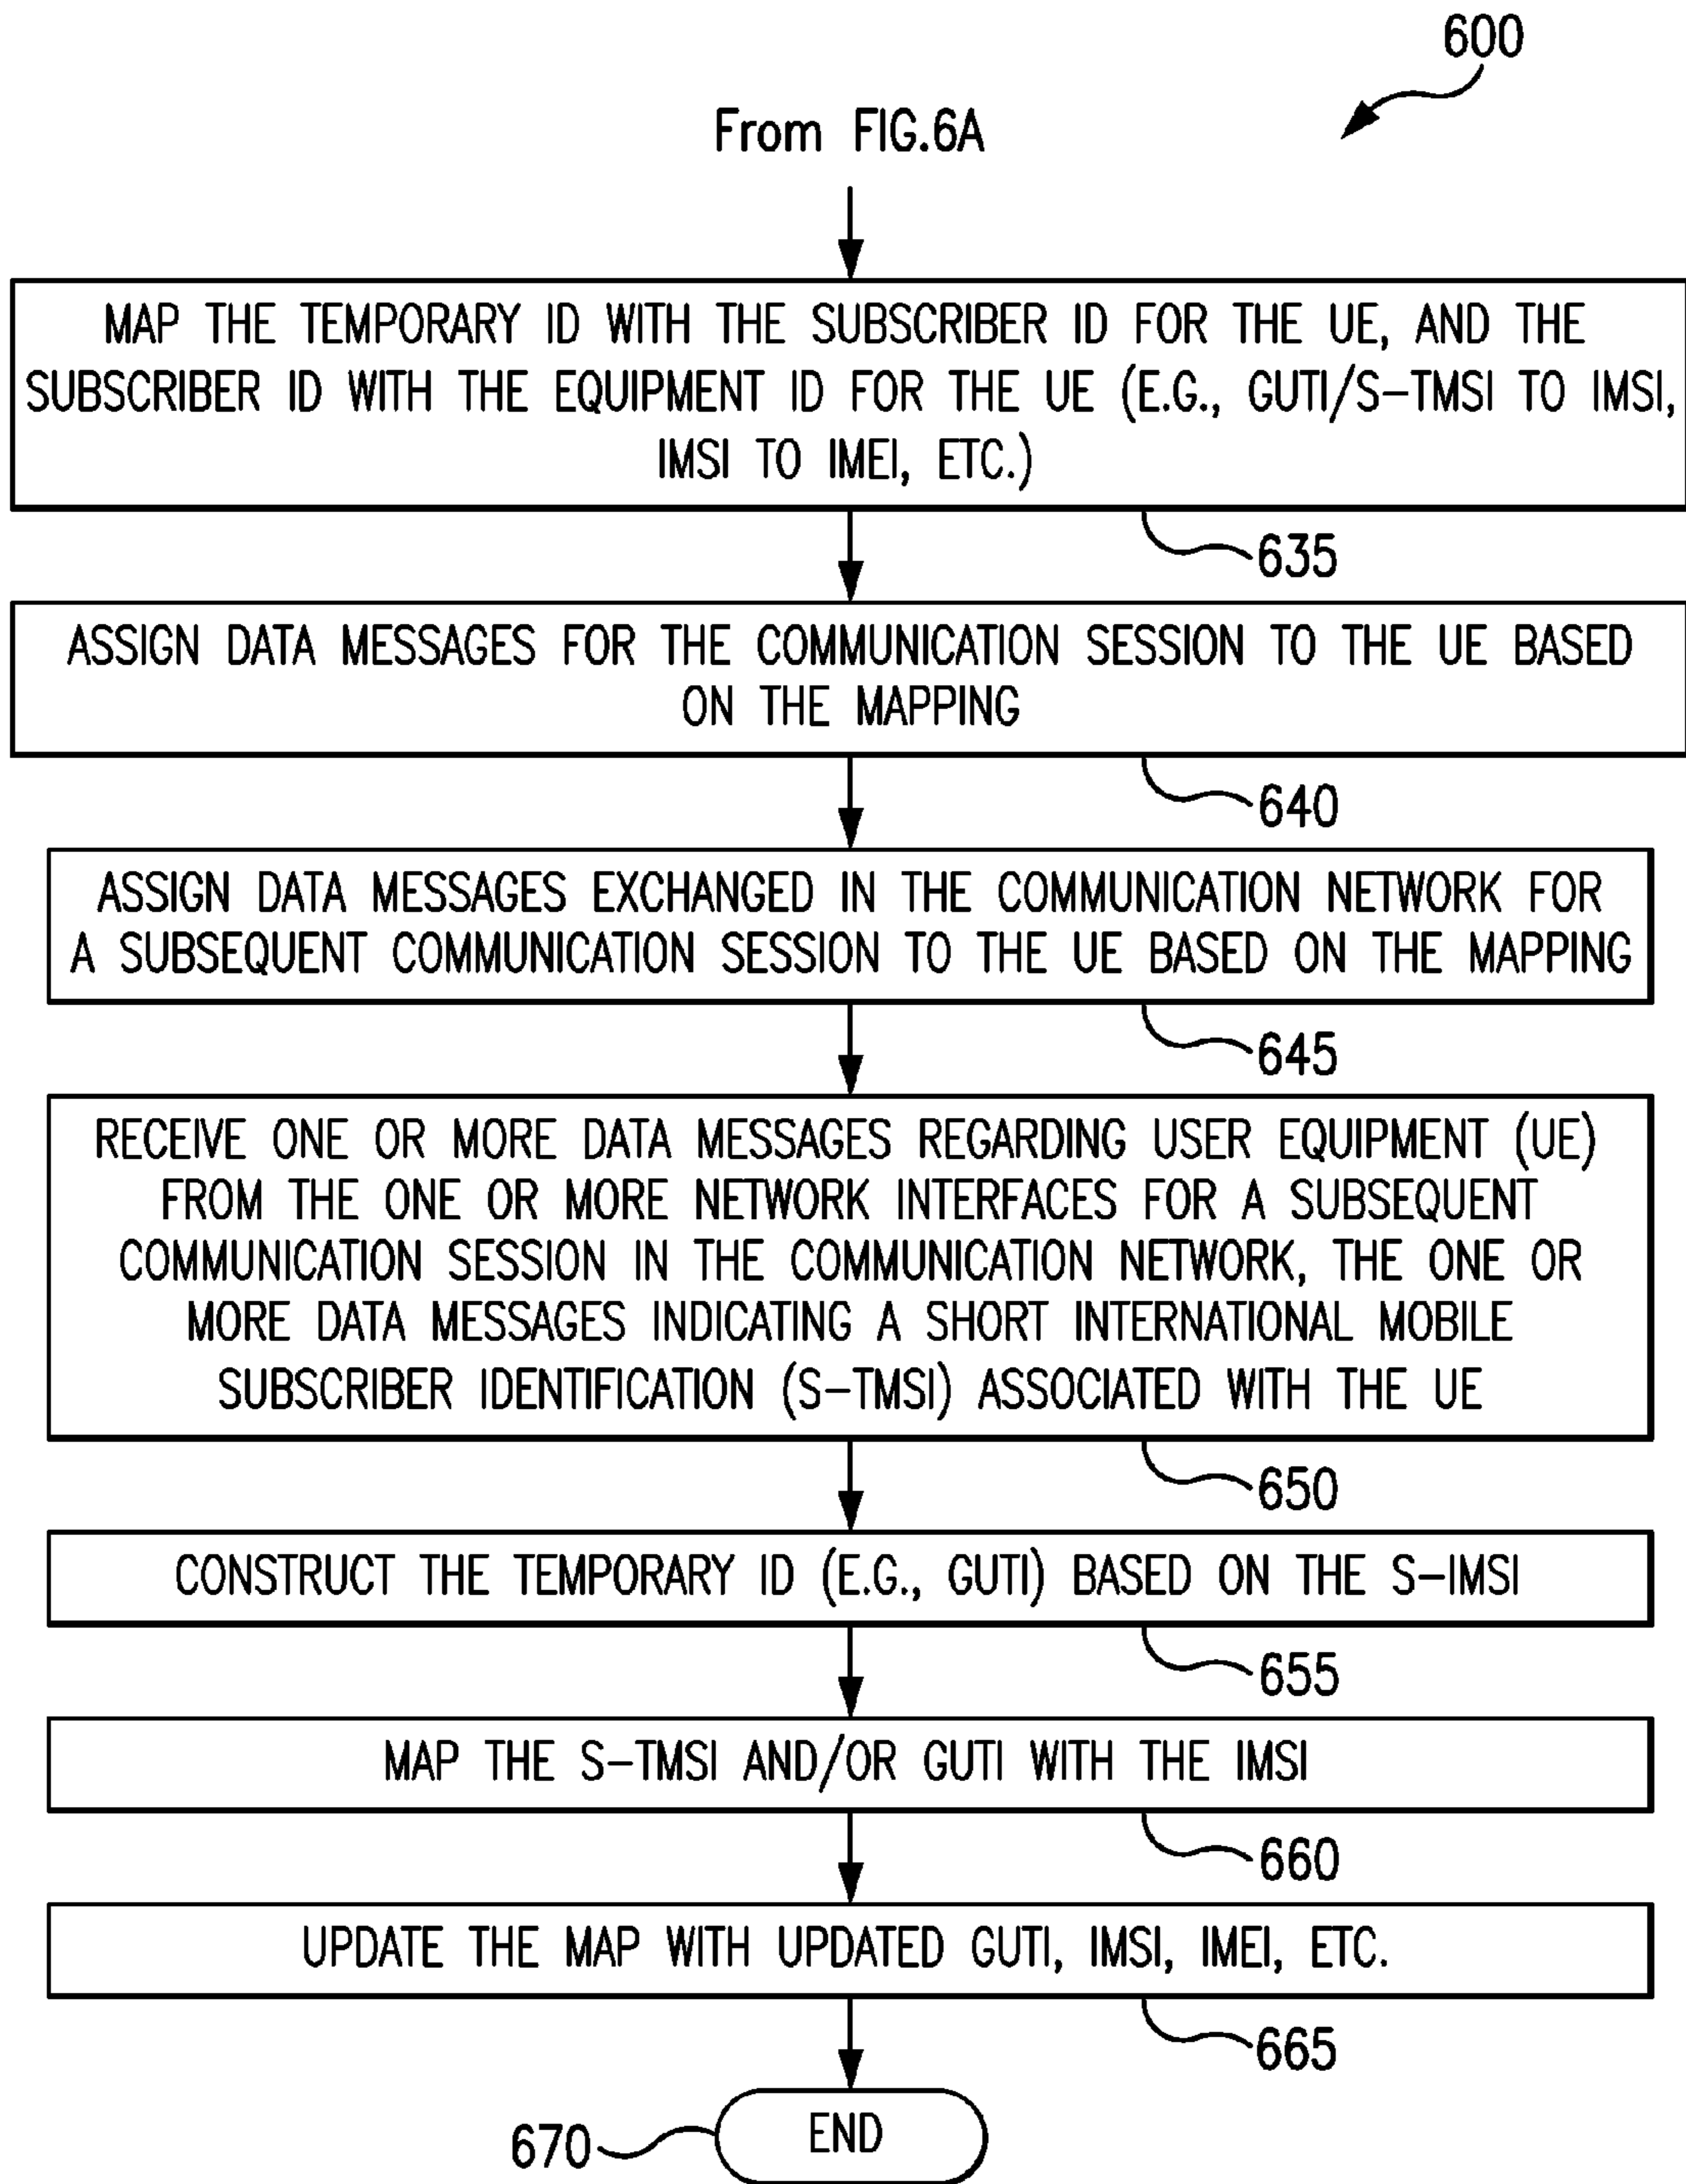 600
From FIG.6A
MAP THE TEMPORARY ID WITH THE SUBSCRIBER ID FOR THE UE, AND THE
SUBSCRIBER ID WITH THE EQUIPMENT ID FOR THE UE (E.G., GUTI/S-TMSI TO IMSI,
IMSI TO IMEI, ETC.)
635
ASSIGN DATA MESSAGES FOR THE COMMUNICATION SESSION TO THE UE BASED
ON THE MAPPING
640
ASSIGN DATA MESSAGES EXCHANGED IN THE COMMUNICATION NETWORK FOR
A SUBSEQUENT COMMUNICATION SESSION TO THE UE BASED ON THE MAPPING
645
RECEIVE ONE OR MORE DATA MESSAGES REGARDING USER EQUIPMENT (UE)
FROM THE ONE OR MORE NETWORK INTERFACES FOR A SUBSEQUENT
COMMUNICATION SESSION IN THE COMMUNICATION NETWORK, THE ONE OR
MORE DATA MESSAGES INDICATING A SHORT INTERNATIONAL MOBILE
SUBSCRIBER IDENTIFICATION (S-TMSI) ASSOCIATED WITH THE UE
650
CONSTRUCT THE TEMPORARY ID (E.G., GUTI) BASED ON THE S-IMSI
655
MAP THE S-TMSI AND/OR GUTI WITH THE IMSI
660
UPDATE THE MAP WITH UPDATED GUTI, IMSI, IMEI, ETC.
665
END
670